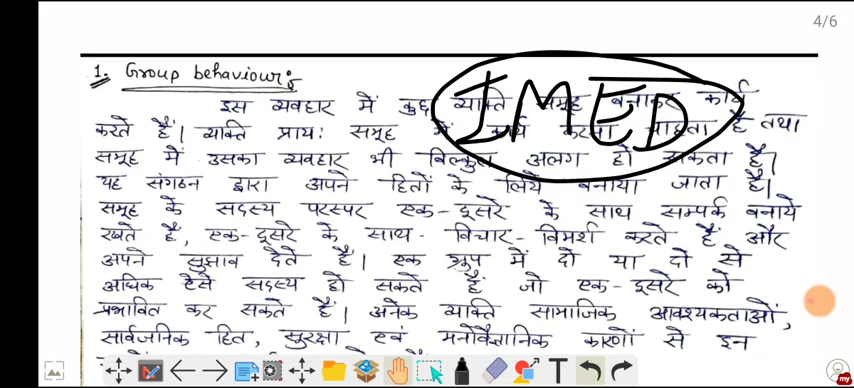 4/6
1. Group behaviour :
इस व्यवहार में कुछ व्यक्ति समूह बनाकर कार्य
IMED
करते हैं। व्यक्ति प्रायः समूह में कार्य करना चाहता है तथा
समूह में उसका व्यवहार भी बिल्कुल अलग हो सकता है।
यह संगठन द्वारा अपने हितों के लिये बनाया जाता है।
समूह के सदस्य परस्पर एक-दूसरे के साथ सम्पर्क बनाये
रखते हैं, एक-दूसरे के साथ विचार-विमर्श करते हैं और
अपने सुझाव देते हैं। एक ग्रुप में दो या दो से
अधिक ऐसे सदस्य हो सकते हैं जो एक-दूसरे को
प्रभावित कर सकते हैं। अनेक व्यक्ति सामाजिक आवश्यकताओं,
सार्वजनिक हित, सुरक्षा एवं मनोवैज्ञानिक कारणों से इन
T
my